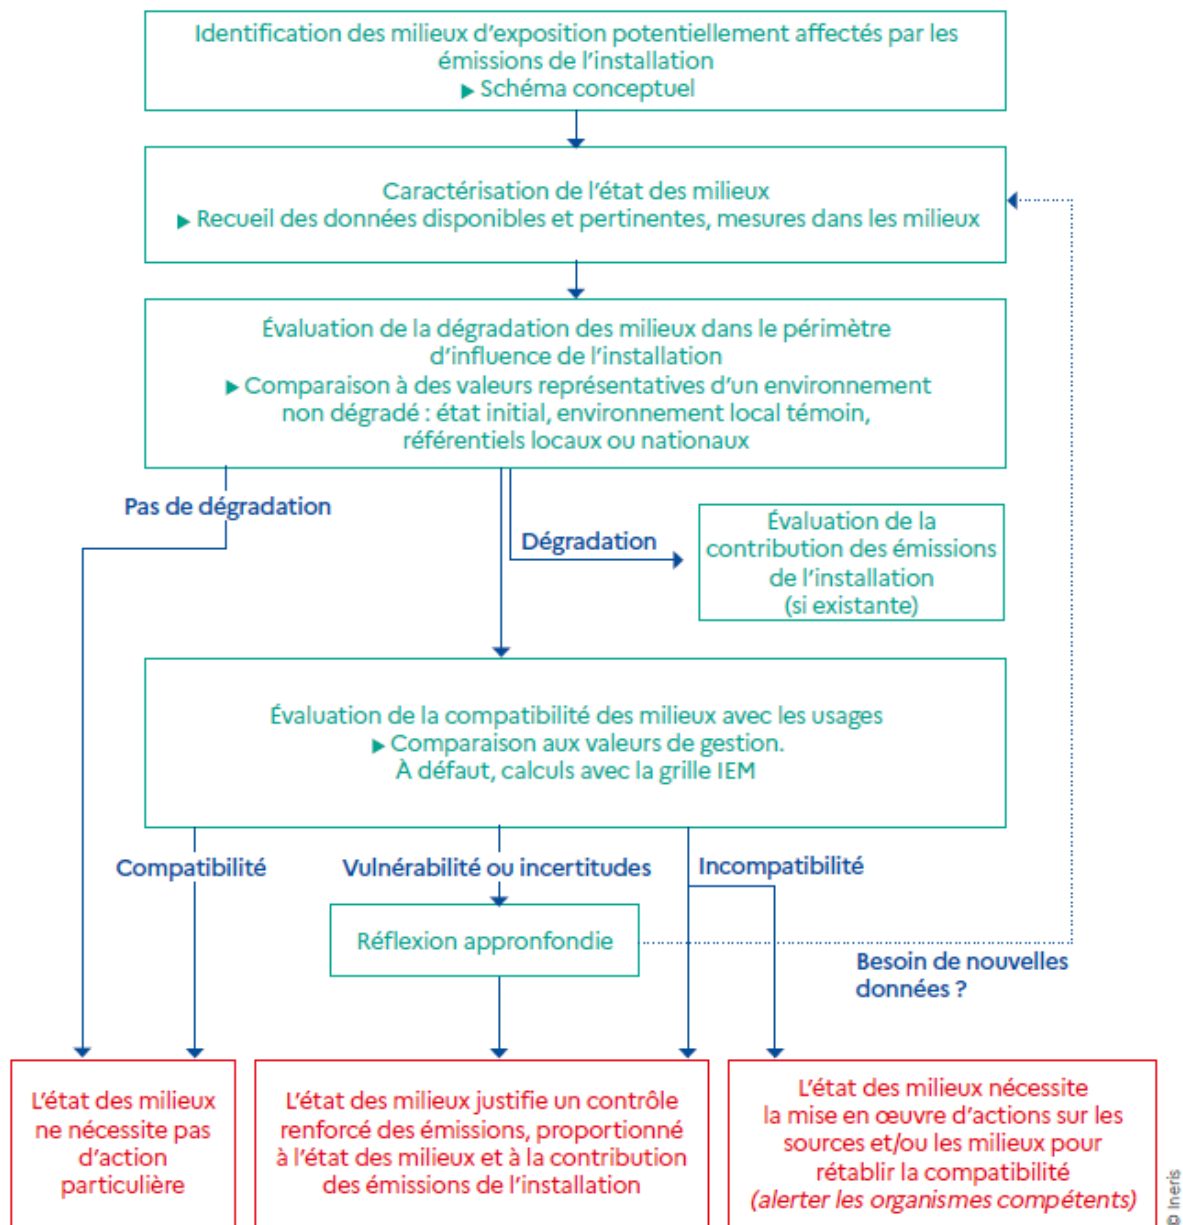 Identification des milieux d'exposition potentiellement affectés par les
émissions de l'installation
▶ Schéma conceptuel
Caractérisation de l'état des milieux
▶ Recueil des données disponibles et pertinentes, mesures dans les milieux
Évaluation de la dégradation des milieux dans le périmètre
d'influence de l'installation
▶ Comparaison à des valeurs représentatives d'un environnement
non dégradé : état initial, environnement local témoin,
référentiels locaux ou nationaux
Pas de dégradation
Dégradation
Évaluation de la
contribution des émissions
de l'installation
(si existante)
Évaluation de la compatibilité des milieux avec les usages
▶ Comparaison aux valeurs de gestion.
À défaut, calculs avec la grille IEM
Compatibilité
Vulnérabilité ou incertitudes
Incompatibilité
Réflexion appronfondie
Besoin de nouvelles
données ?
L'état des milieux
ne nécessite pas
d'action
particulière
L'état des milieux justifie un contrôle
renforcé des émissions, proportionné
à l'état des milieux et à la contribution
des émissions de l'installation
L'état des milieux nécessite
la mise en œuvre d'actions sur les
sources et/ou les milieux pour
rétablir la compatibilité
(alerter les organismes compétents)
© Ineris